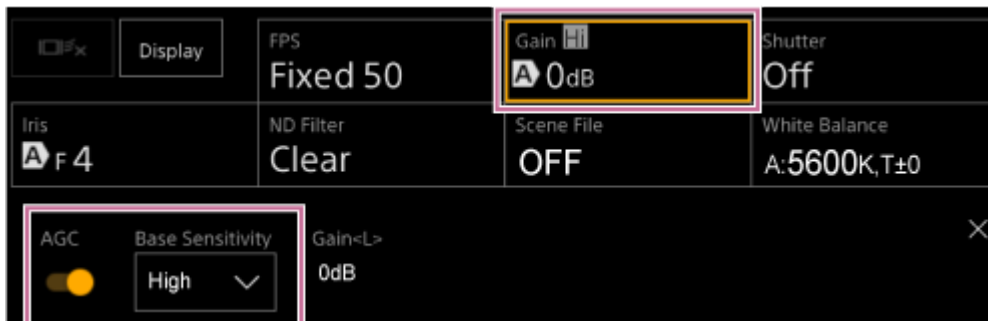 Display
FPS
Fixed 50
Gain Hi
A 0dB
Shutter
Off
Iris
A F 4
ND Filter
Clear
Scene File
OFF
White Balance
A:5600K,T±0
AGC
Base Sensitivity
High
Gain<L>
0dB